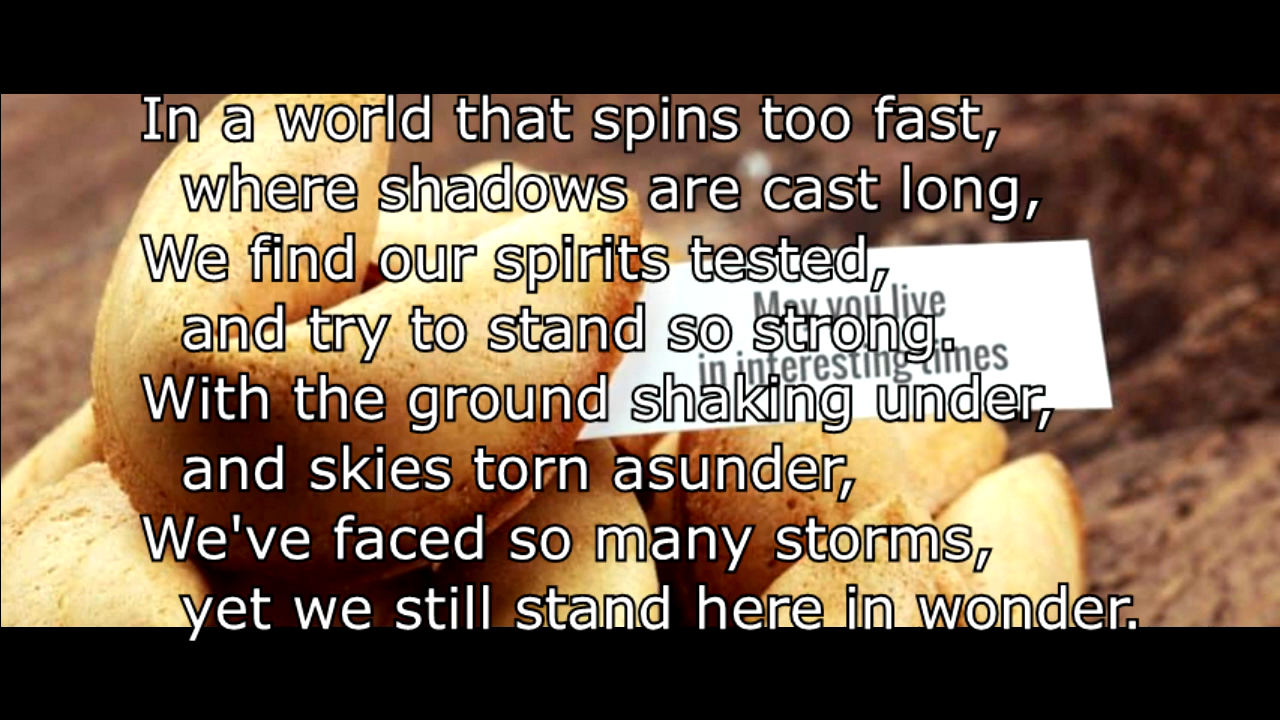 In a world that spins too fast,
where shadows are cast long,
We find our spirits tested,
and try to stand so strong.
With the ground shaking under,
and skies torn asunder,
We've faced so many storms,
yet we still stand here in wonder.
May you live
in interesting times